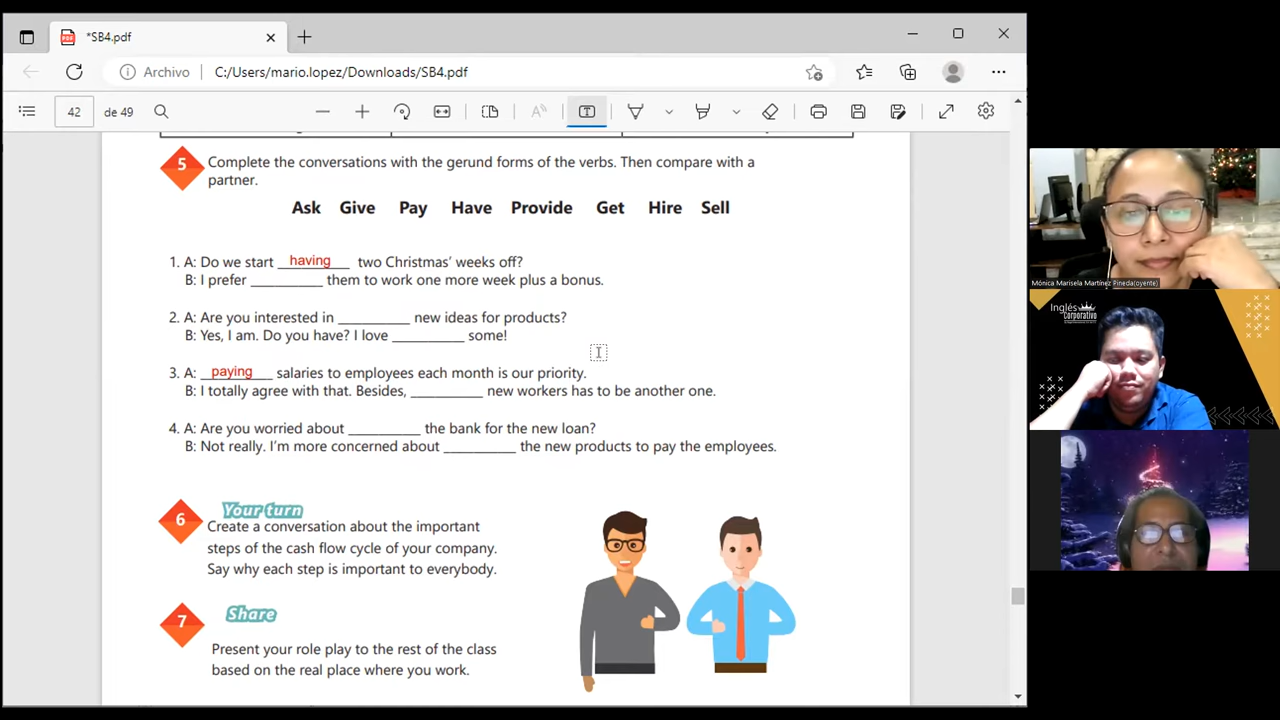 *SB4.pdf
Archivo
C:/Users/mario.lopez/Downloads/SB4.pdf
42 de 49
5 Complete the conversations with the gerund forms of the verbs. Then compare with a
partner.
Ask Give Pay Have Provide Get Hire Sell
1. A: Do we start having two Christmas' weeks off?
B: I prefer __________ them to work one more week plus a bonus.
2. A: Are you interested in __________ new ideas for products?
B: Yes, I am. Do you have? I love __________ some!
3. A: paying salaries to employees each month is our priority.
B: I totally agree with that. Besides, __________ new workers has to be another one.
4. A: Are you worried about __________ the bank for the new loan?
B: Not really. I'm more concerned about __________ the new products to pay the employees.
6 Your turn
Create a conversation about the important
steps of the cash flow cycle of your company.
Say why each step is important to everybody.
7 Share
Present your role play to the rest of the class
based on the real place where you work.
Mónica Marisela Martínez Pineda(oyente)
Inglés
Corporativo